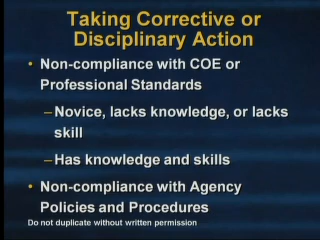 Taking Corrective or
Disciplinary Action
• Non-compliance with COE or
Professional Standards
– Novice, lacks knowledge, or lacks
skill
– Has knowledge and skills
• Non-compliance with Agency
Policies and Procedures
Do not duplicate without written permission